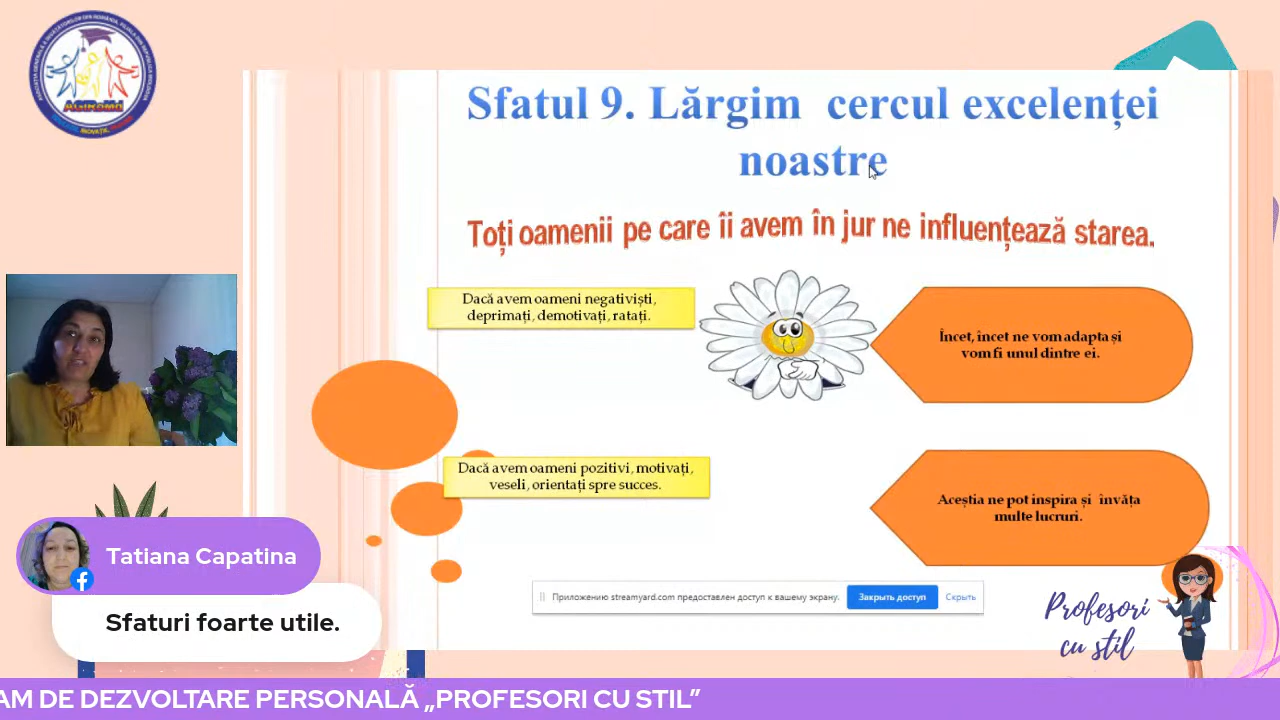 Sfatul 9. Lărgim cercul excelenței
noastre
Toți oamenii pe care îi avem în jur ne influențează starea.
Dacă avem oameni negativiști,
deprimați, demotivați, ratați.
Încet, încet ne vom adapta și
vom fi unul dintre ei.
Dacă avem oameni pozitivi, motivați,
veseli, orientați spre succes.
Aceștia ne pot inspira și învăța
multe lucruri.
Tatiana Capatina
Sfaturi foarte utile.
Приложению streamyard.com предоставлен доступ к вашему экрану.
Закрыть доступ
Скрыть
Profesori
cu stil
AM DE DEZVOLTARE PERSONALĂ „PROFESORI CU STIL”